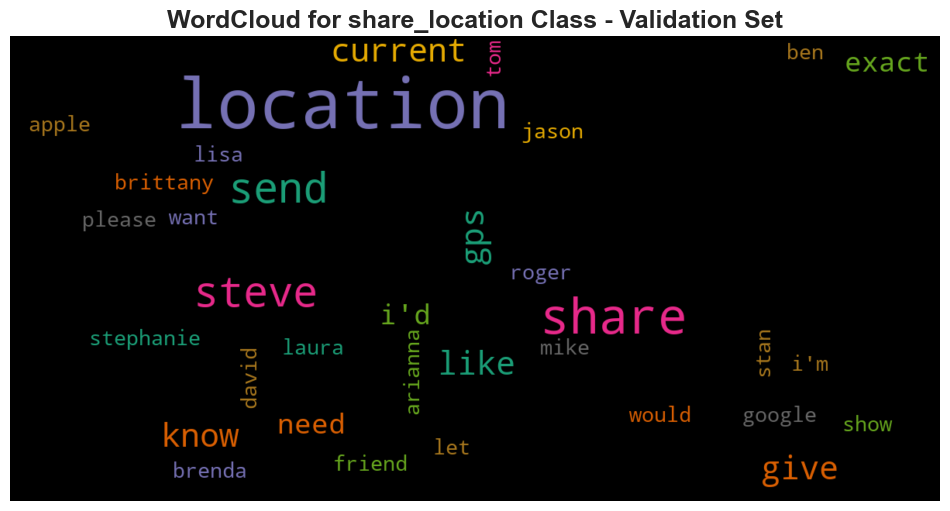 WordCloud for share_location Class - Validation Set
current
tom
ben
exact
location
apple
jason
lisa
brittany
send
please
want
gps
roger
steve
i'd
share
stephanie
laura
mike
david
arianna
like
stan
i'm
know
need
would
google
show
let
friend
brenda
give